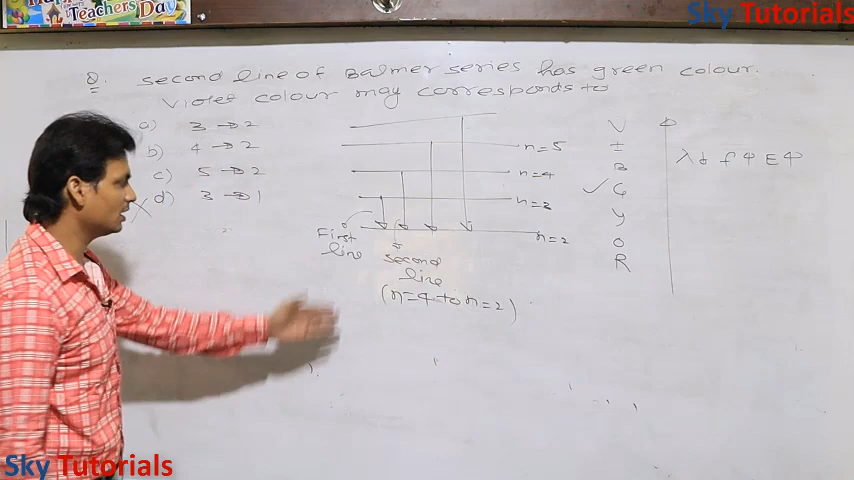 Teachers Day
Sky Tutorials
Q. Second line of Balmer series has green colour.
Violet colour may corresponds to
a) 3 → 2
b) 4 → 2
c) 5 → 2
d) 3 → 1
n=5
n=4
n=3
n=2
First
line
second
line
(n=4 to n=2)
V
I
B
✓ G
Y
O
R
λ↓ f↑ E↑
Sky Tutorials